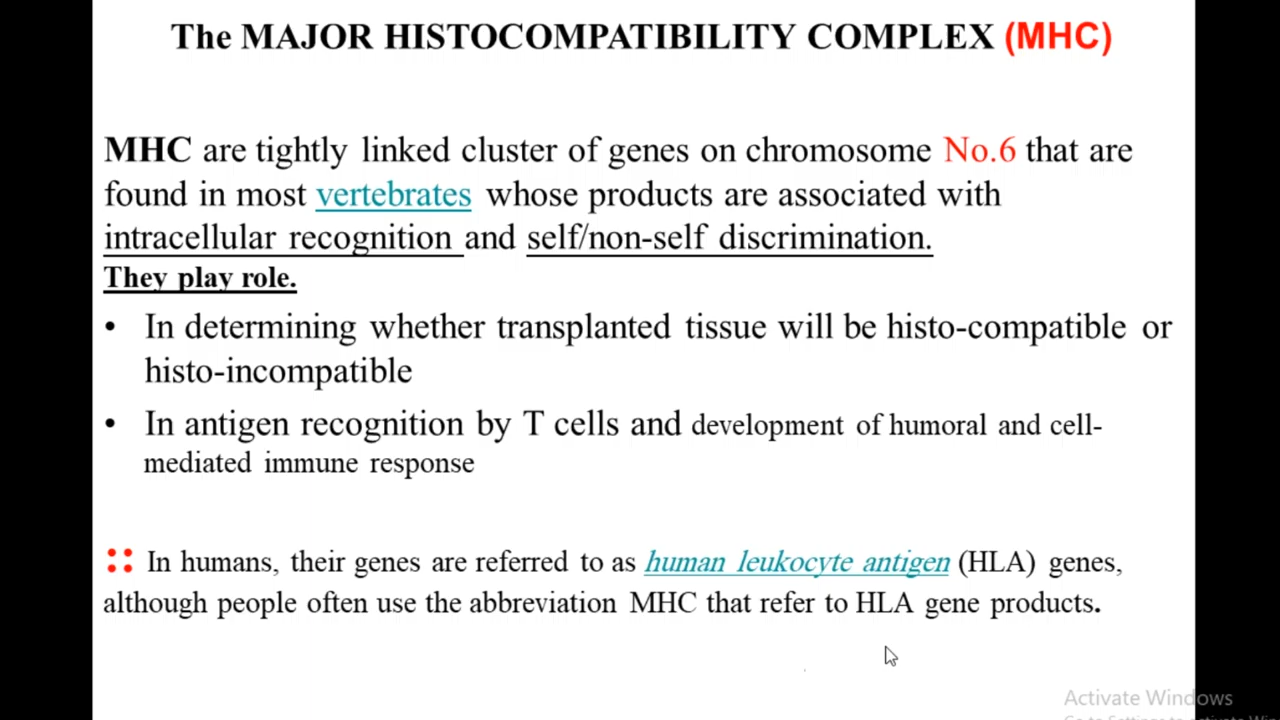 The MAJOR HISTOCOMPATIBILITY COMPLEX (MHC)
MHC are tightly linked cluster of genes on chromosome No.6 that are
found in most vertebrates whose products are associated with
intracellular recognition and self/non-self discrimination.
They play role.
• In determining whether transplanted tissue will be histo-compatible or
histo-incompatible
• In antigen recognition by T cells and development of humoral and cell-
mediated immune response
:: In humans, their genes are referred to as human leukocyte antigen (HLA) genes,
although people often use the abbreviation MHC that refer to HLA gene products.
Activate Windows